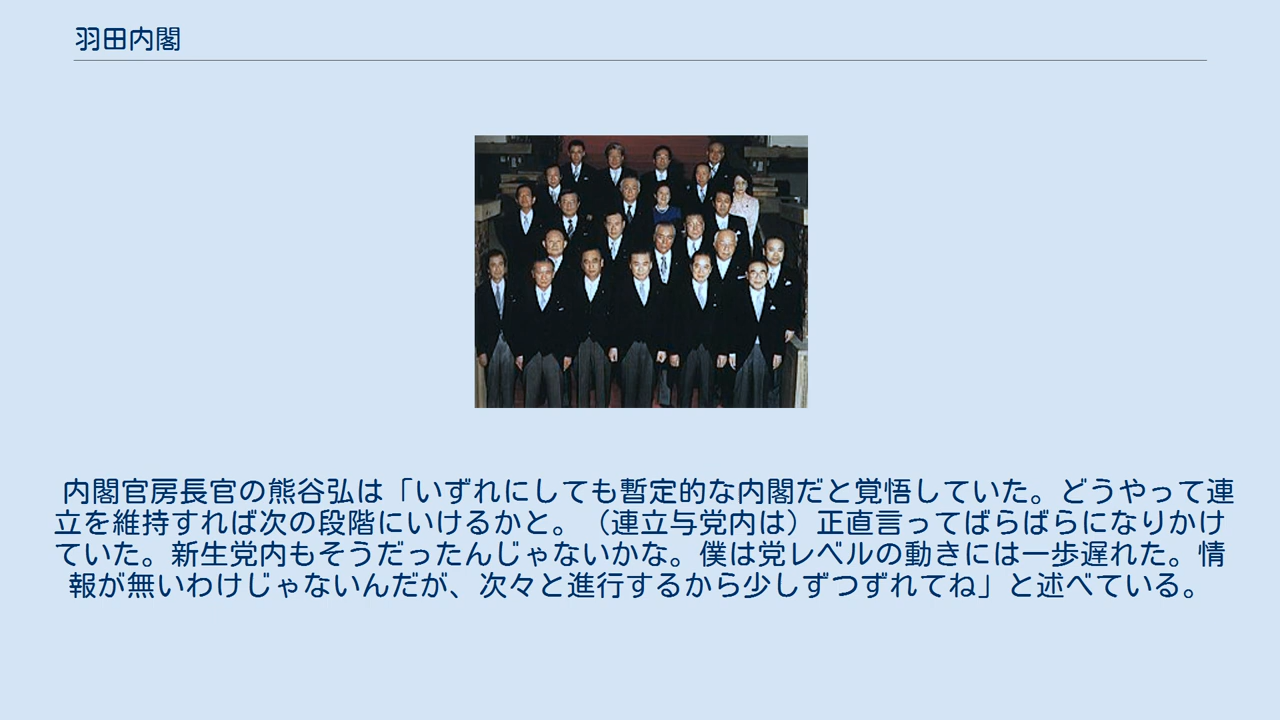 羽田内閣
内閣官房長官の熊谷弘は「いずれにしても暫定的な内閣だと覚悟していた。どうやって連
立を維持すれば次の段階にいけるかと。（連立与党内は）正直言ってばらばらになりかけ
ていた。新生党内もそうだったんじゃないかな。僕は党レベルの動きには一歩遅れた。情
報が無いわけじゃないんだが、次々と進行するから少しずつずれてね」と述べている。